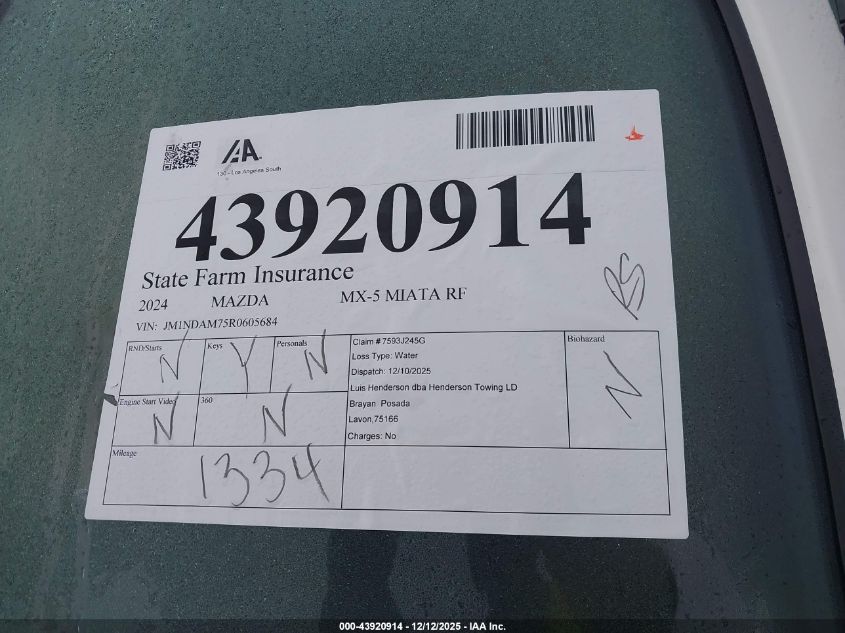 IAA
130 - Los Angeles South
43920914
State Farm Insurance
2024 MAZDA MX-5 MIATA RF
VIN: JM1NDAM75R0605684
RS
RND/Starts N Keys Y Personals N
Claim # 7593J245G
Loss Type: Water
Dispatch: 12/10/2025
Luis Henderson dba Henderson Towing LD
Brayan Posada
Lavon,75166
Charges: No
Biohazard N
Engine Start Video N 360 N
Mileage 1334
000-43920914 - 12/12/2025 - IAA Inc.